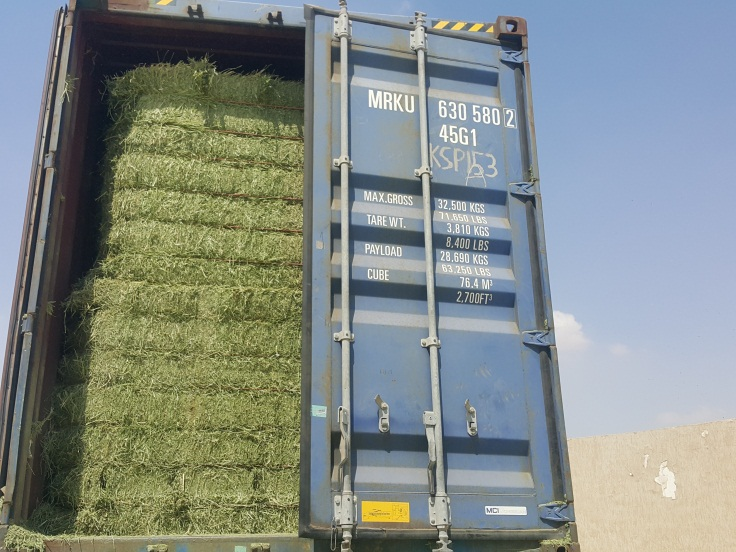 MRKU 630 580 2
45G1
KSP153
MAX.GROSS 32,500 KGS
71,650 LBS
TARE WT. 3,810 KGS
8,400 LBS
PAYLOAD 28,690 KGS
63,250 LBS
CUBE 76.4 M³
2,700FT³
MCI